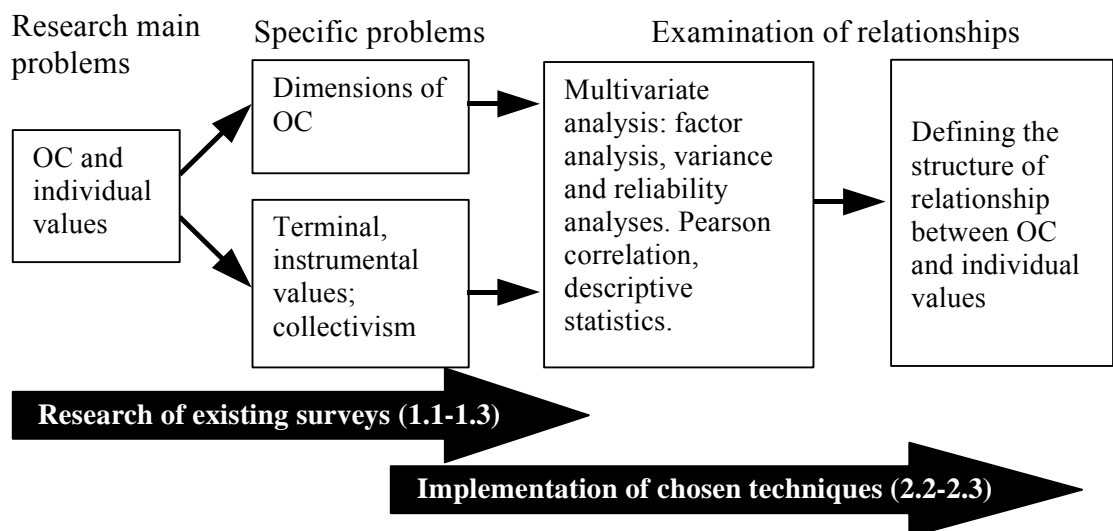 Research main
problems
Specific problems
Examination of relationships
OC and
individual
values
Dimensions of
OC
Terminal,
instrumental
values;
collectivism
Multivariate
analysis: factor
analysis, variance
and reliability
analyses. Pearson
correlation,
descriptive
statistics.
Defining the
structure of
relationship
between OC
and individual
values
Research of existing surveys (1.1-1.3)
Implementation of chosen techniques (2.2-2.3)